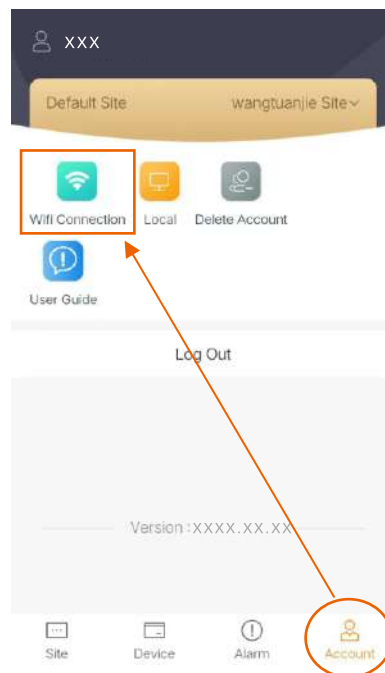 xxx
Default Site wangtuanjie Site
Wifi Connection Local Delete Account
User Guide
Log Out
Version :XXXX.XX.XX
Site Device Alarm Account